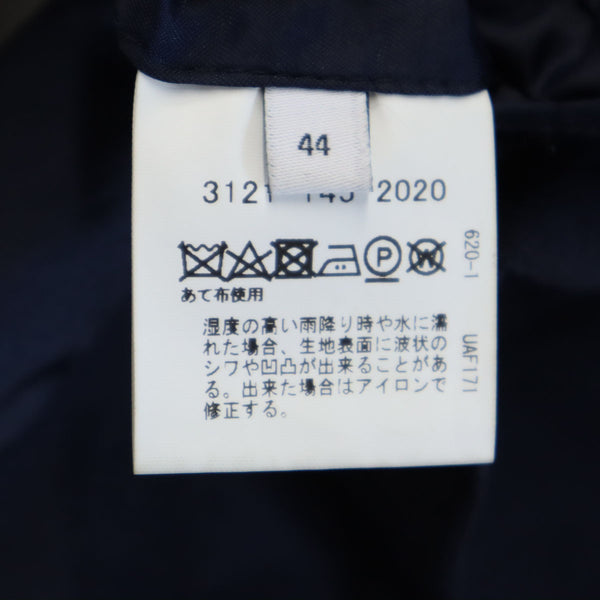 44
3121 2020
P W
あて布使用
湿度の高い雨降り時や水に濡
れた場合、生地表面に波状の
シワや凹凸が出来ることがあ
る。出来た場合はアイロンで
修正する。
620-1
UAF171